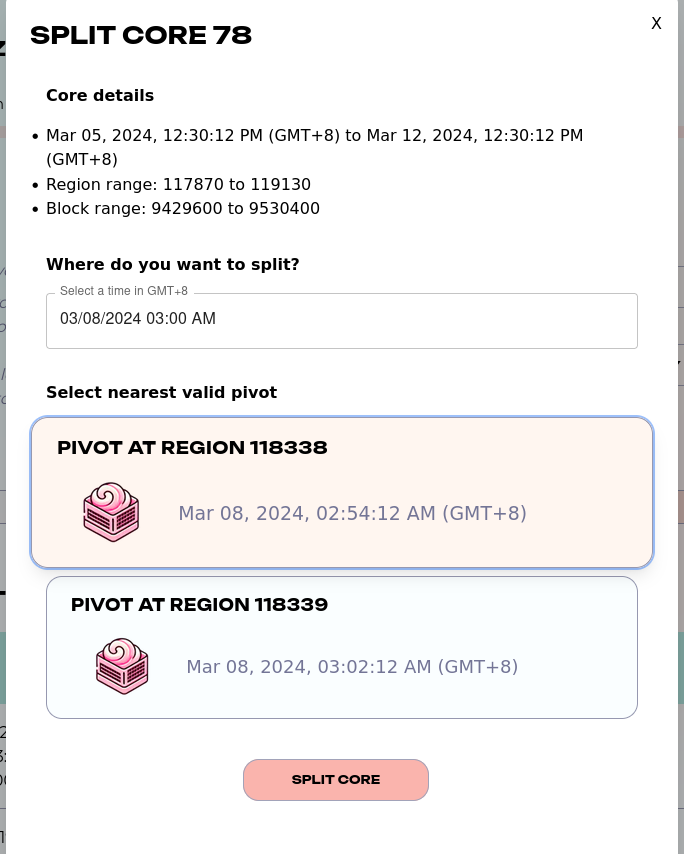 SPLIT CORE 78
X
Core details
• Mar 05, 2024, 12:30:12 PM (GMT+8) to Mar 12, 2024, 12:30:12 PM
(GMT+8)
• Region range: 117870 to 119130
• Block range: 9429600 to 9530400
Where do you want to split?
Select a time in GMT+8
03/08/2024 03:00 AM
Select nearest valid pivot
PIVOT AT REGION 118338
Mar 08, 2024, 02:54:12 AM (GMT+8)
PIVOT AT REGION 118339
Mar 08, 2024, 03:02:12 AM (GMT+8)
SPLIT CORE